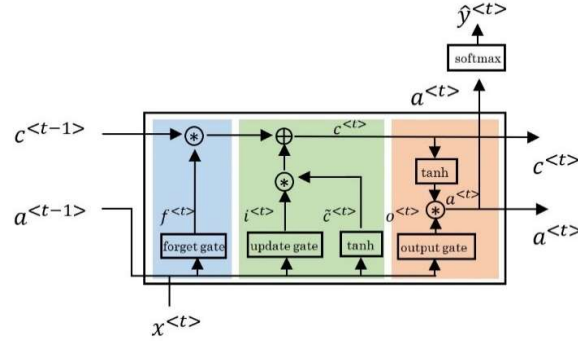 ŷ<t>
softmax
a<t>
c<t-1>
c<t>
c<t>
tanh
a<t-1>
f<t>
i<t>
c̃<t>
o<t>
a<t>
a<t>
forget gate
update gate
tanh
output gate
x<t>